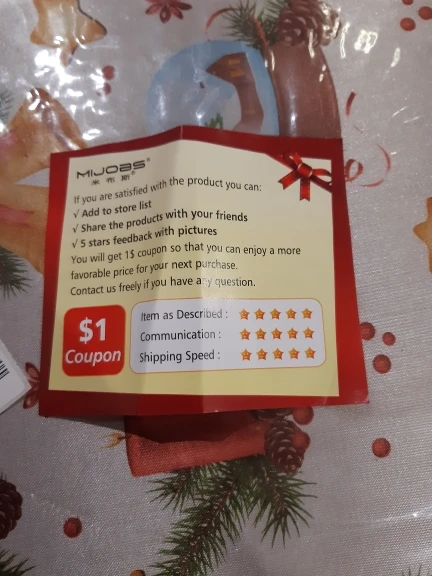 MIJOBS®
米布斯®
If you are satisfied with the product you can:
√ Add to store list
√ Share the products with your friends
√ 5 stars feedback with pictures
You will get 1$ coupon so that you can enjoy a more
favorable price for your next purchase.
Contact us freely if you have any question.
$1
Coupon
Item as Described :
Communication :
Shipping Speed :